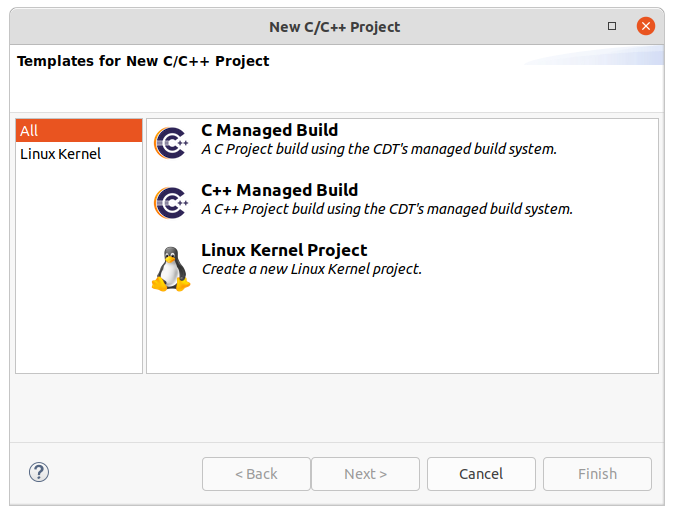 New C/C++ Project
Templates for New C/C++ Project
All
Linux Kernel
C Managed Build
A C Project build using the CDT's managed build system.
C++ Managed Build
A C++ Project build using the CDT's managed build system.
Linux Kernel Project
Create a new Linux Kernel project.
?
< Back
Next >
Cancel
Finish